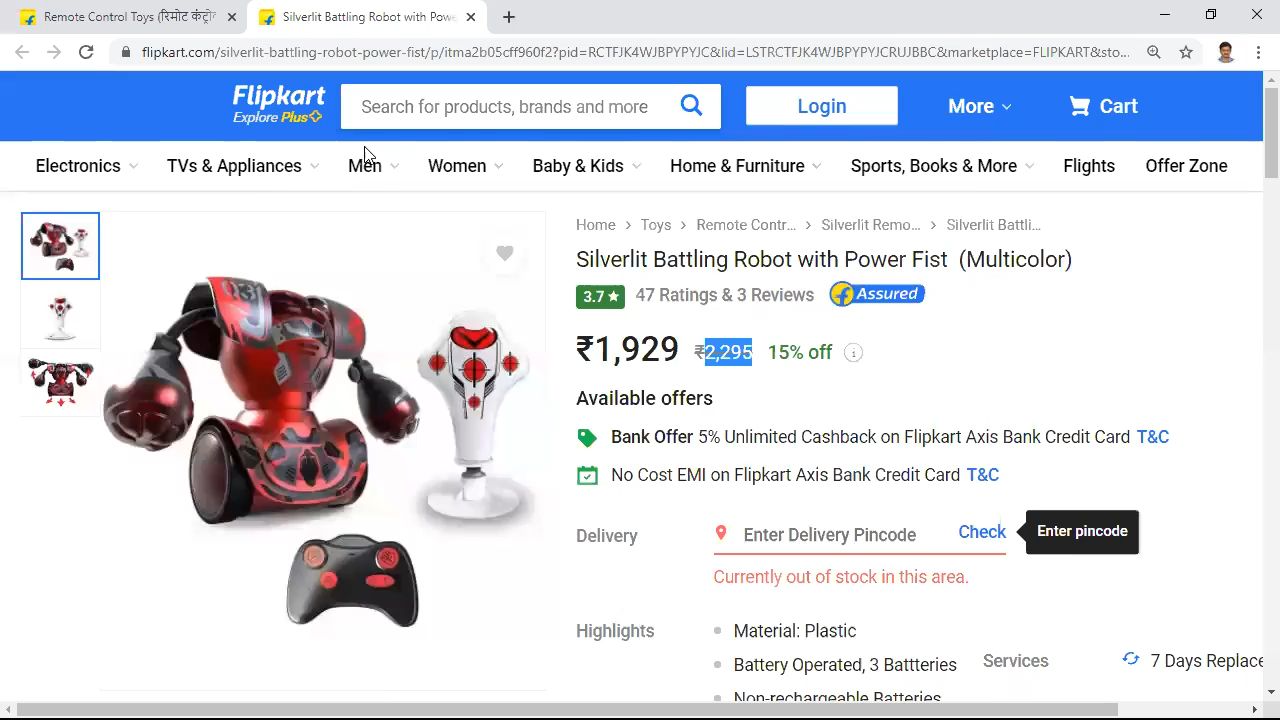 Remote Control Toys (रिमोट कंट्रो
Silverlit Battling Robot with Powe
flipkart.com/silverlit-battling-robot-power-fist/p/itma2b05cff960f2?pid=RCTFJK4WJBPYPYJC&lid=LSTRCTFJK4WJBPYPYJCRUJBBC&marketplace=FLIPKART&sto...
Flipkart
Explore Plus
Search for products, brands and more
Login
More
Cart
Electronics
TVs & Appliances
Men
Women
Baby & Kids
Home & Furniture
Sports, Books & More
Flights
Offer Zone
Home > Toys > Remote Contr... > Silverlit Remo... > Silverlit Battli...
Silverlit Battling Robot with Power Fist (Multicolor)
3.7★ 47 Ratings & 3 Reviews Assured
₹1,929 ₹2,295 15% off
Available offers
Bank Offer 5% Unlimited Cashback on Flipkart Axis Bank Credit Card T&C
No Cost EMI on Flipkart Axis Bank Credit Card T&C
Delivery
Enter Delivery Pincode
Check
Enter pincode
Currently out of stock in this area.
Highlights
Material: Plastic
Battery Operated, 3 Battteries
Non-rechargeable Batteries
Services
7 Days Replace